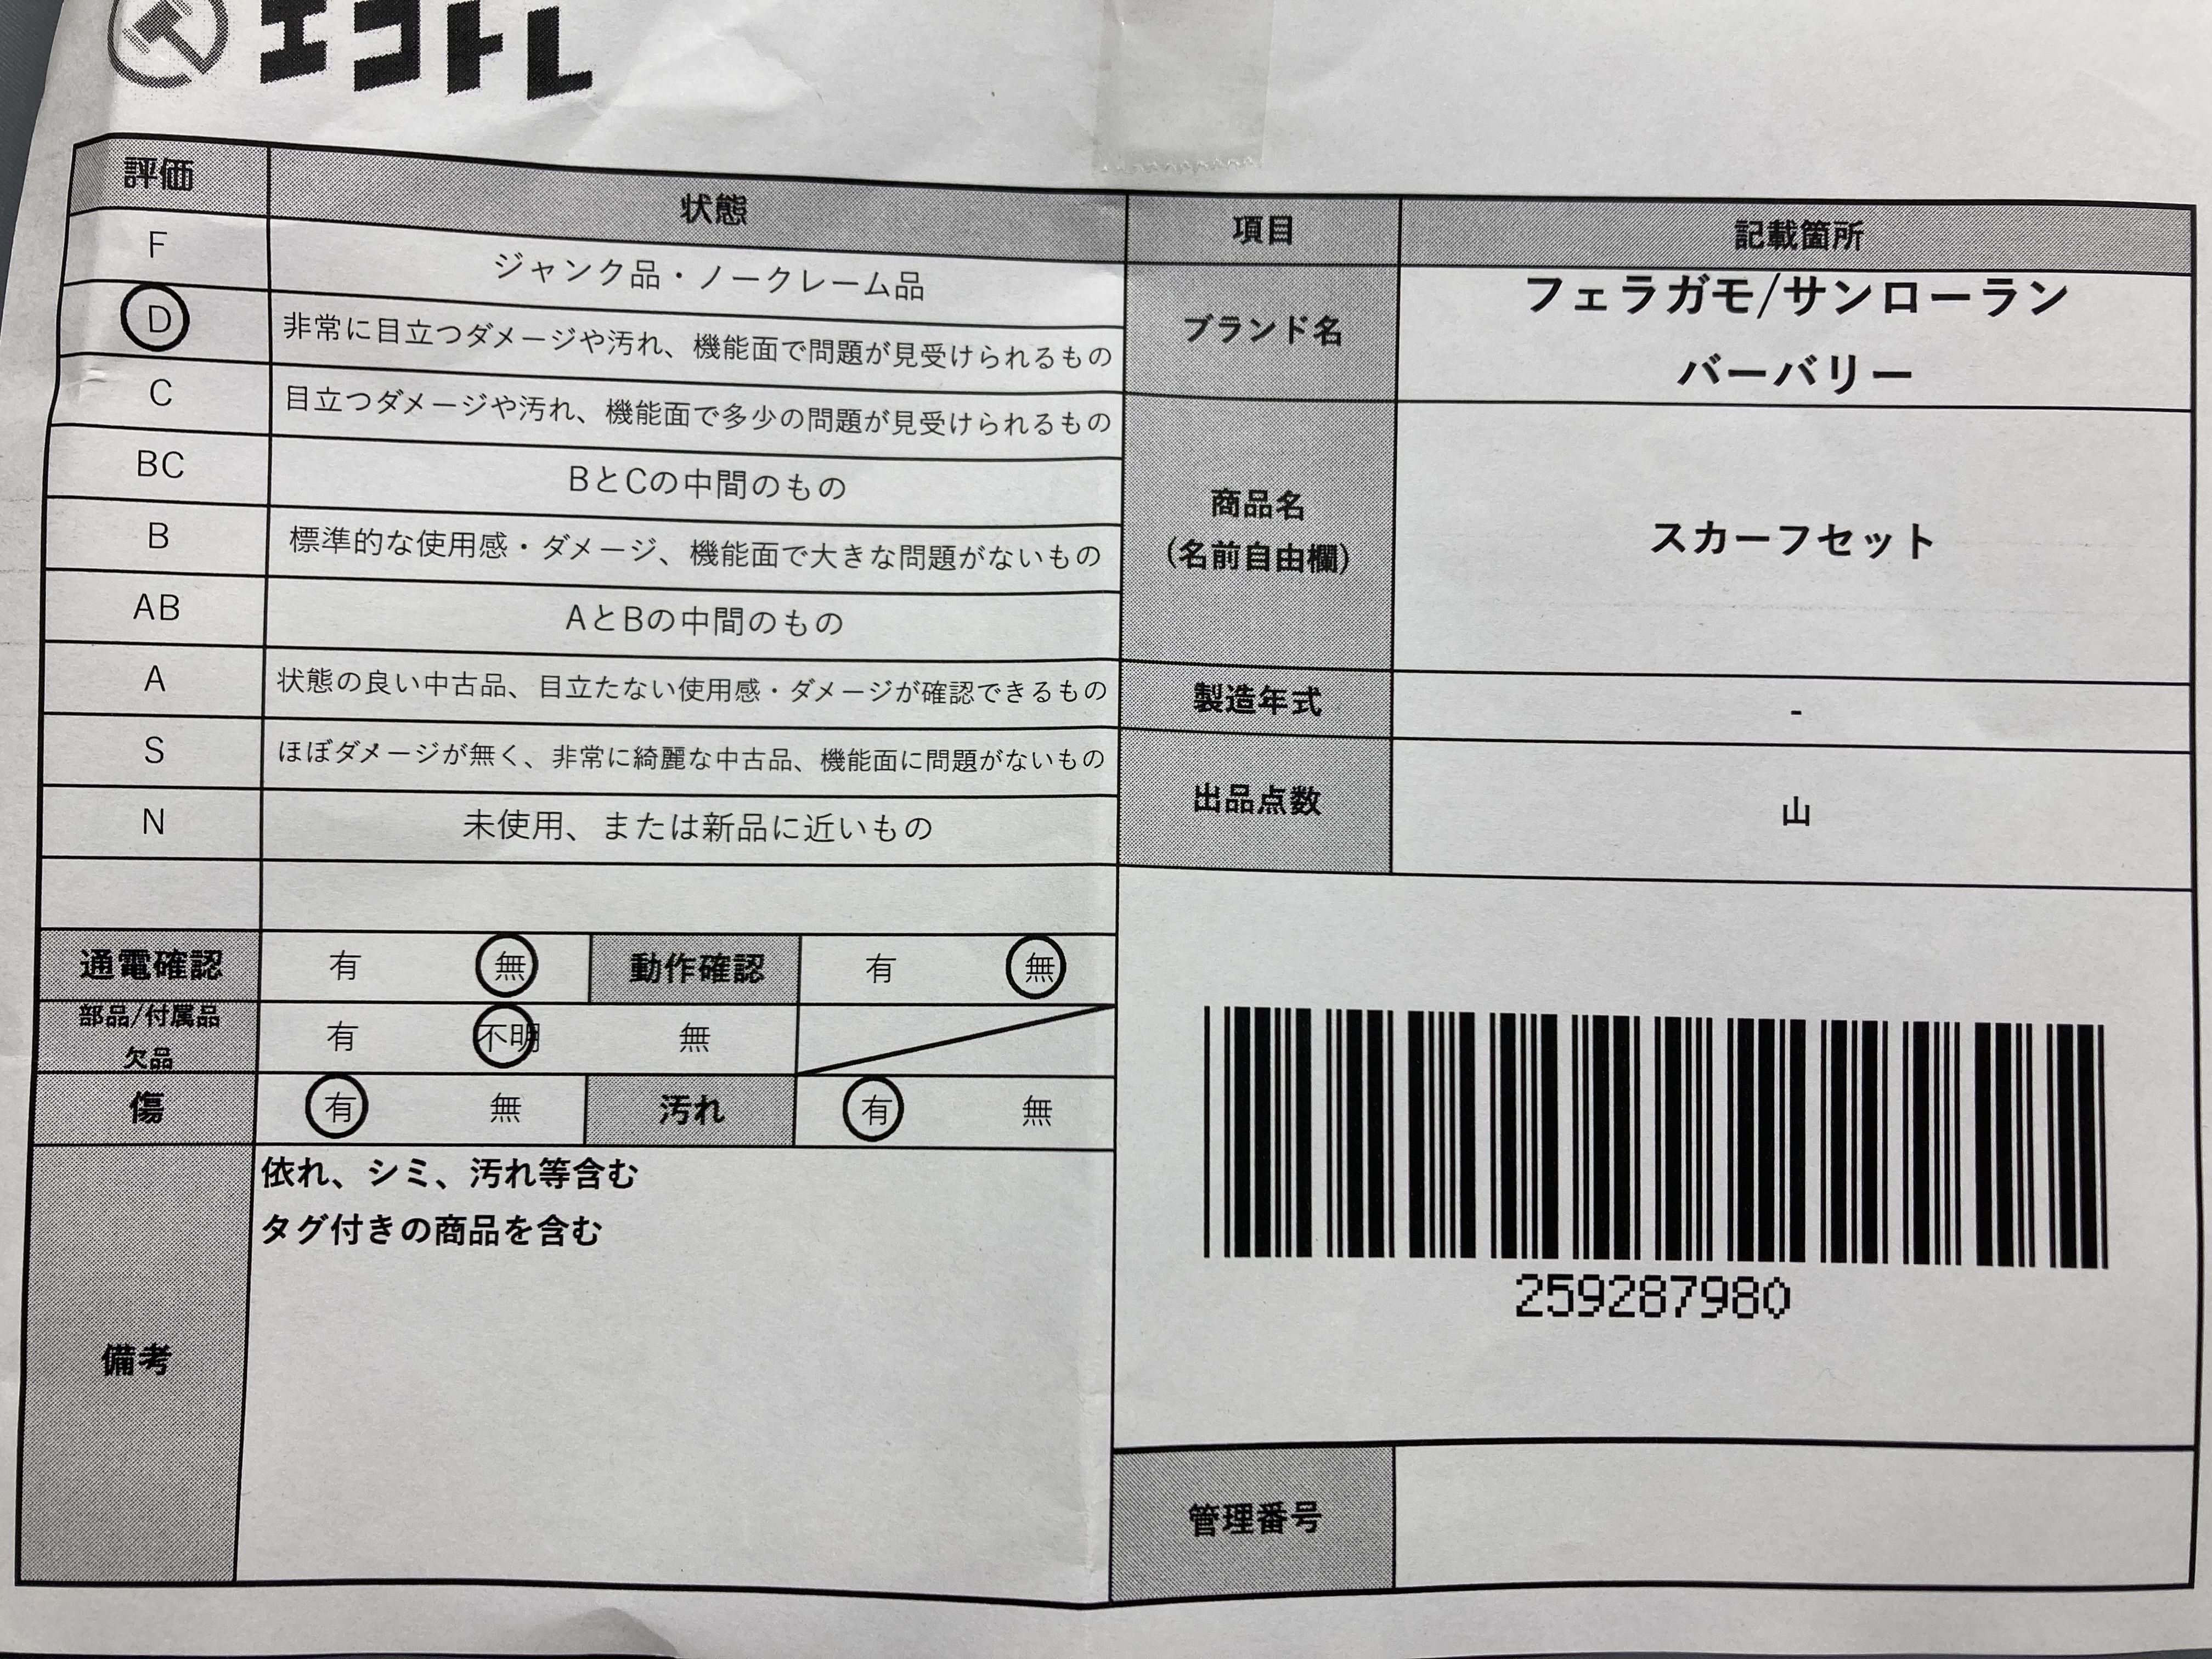 エコトレ
評価 状態
F ジャンク品・ノークレーム品
D 非常に目立つダメージや汚れ、機能面で問題が見受けられるもの
C 目立つダメージや汚れ、機能面で多少の問題が見受けられるもの
BC BとCの中間のもの
B 標準的な使用感・ダメージ、機能面で大きな問題がないもの
AB AとBの中間のもの
A 状態の良い中古品、目立たない使用感・ダメージが確認できるもの
S ほぼダメージが無く、非常に綺麗な中古品、機能面に問題がないもの
N 未使用、または新品に近いもの
通電確認 有 無 動作確認 有 無
部品/付属品
欠品
有 不明 無
傷 有 無 汚れ 有 無
備考
依れ、シミ、汚れ等含む
タグ付きの商品を含む
項目 記載箇所
ブランド名
フェラガモ/サンローラン
バーバリー
商品名
(名前自由欄)
スカーフセット
製造年式 -
出品点数 山
259287980
管理番号